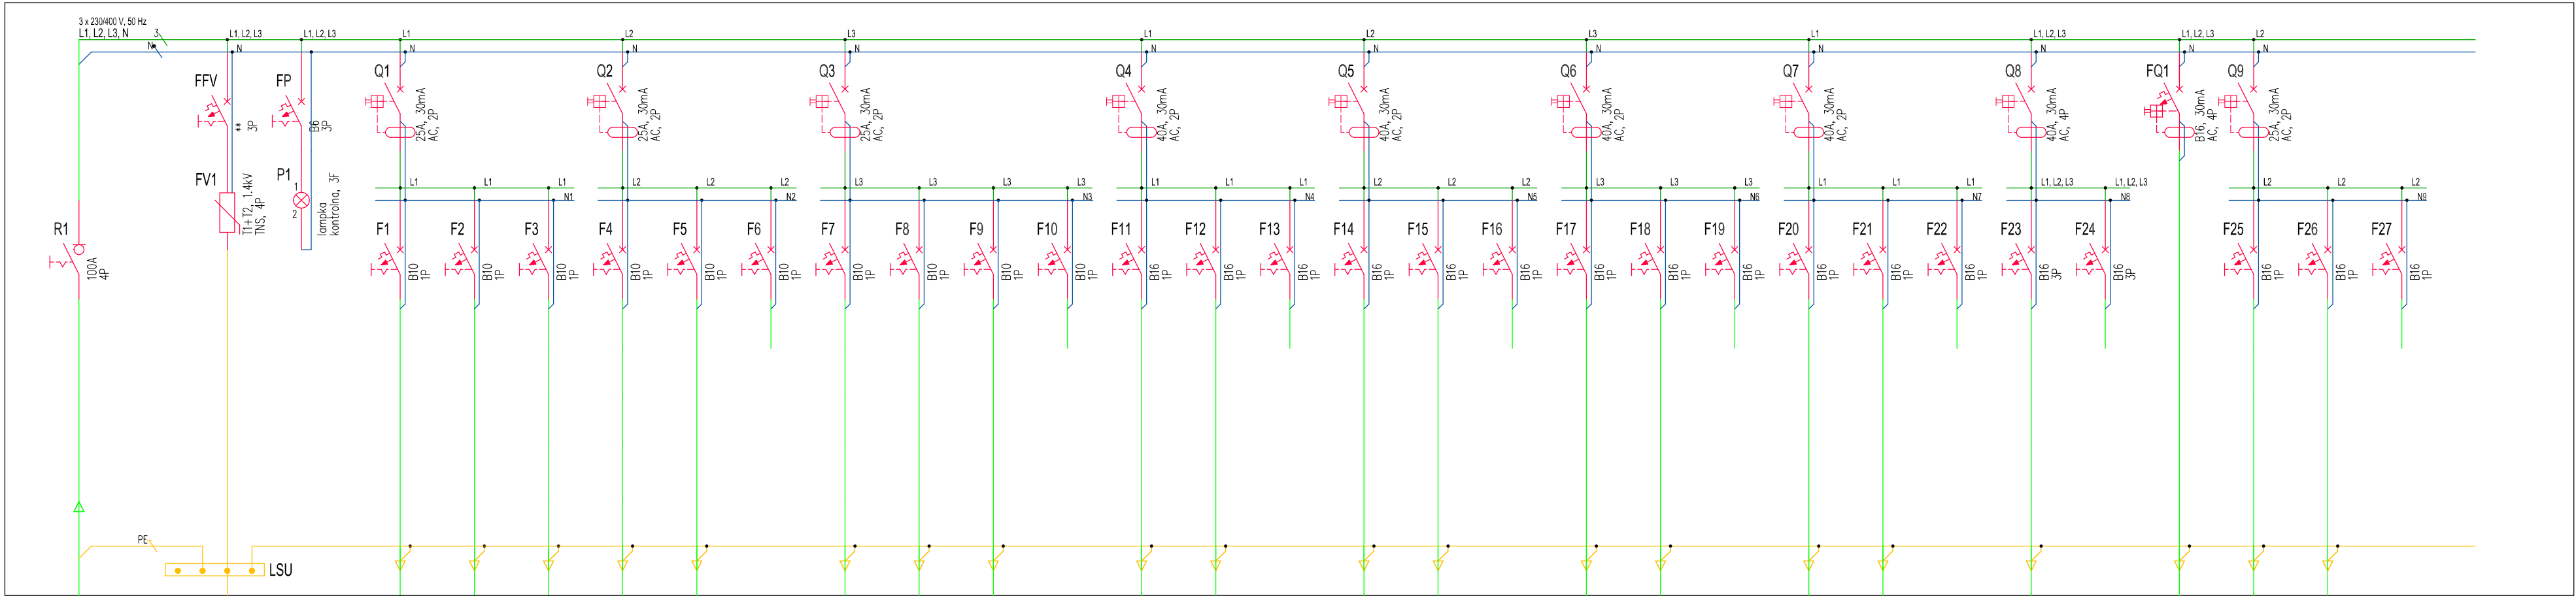 3 x 230/400 V, 50 Hz
L1, L2, L3, N
3
N
L1, L2, L3
N
L1, L2, L3
L1
N
L2
N
L3
N
L1
N
L2
N
L3
N
L1
N
L1, L2, L3
N
L1, L2, L3
N
L2
N
FFV
** 3P
FP
B6 3P
Q1
25A, 30mA
AC, 2P
Q2
25A, 30mA
AC, 2P
Q3
25A, 30mA
AC, 2P
Q4
40A, 30mA
AC, 2P
Q5
40A, 30mA
AC, 2P
Q6
40A, 30mA
AC, 2P
Q7
40A, 30mA
AC, 2P
Q8
40A, 30mA
AC, 4P
FQ1
B16, 30mA
AC, 4P
Q9
25A, 30mA
AC, 2P
FV1
T1+T2, 1.4kV
TNS, 4P
P1
1
2
lampka
kontrolna, 3F
L1
L1
L1
N1
L2
L2
L2
N2
L3
L3
L3
L3
N3
L1
L1
L1
N4
L2
L2
L2
N5
L3
L3
L3
N6
L1
L1
L1
N7
L1, L2, L3
L1, L2, L3
N8
L2
L2
L2
N9
R1
100A
4P
F1
B10
1P
F2
B10
1P
F3
B10
1P
F4
B10
1P
F5
B10
1P
F6
B10
1P
F7
B10
1P
F8
B10
1P
F9
B10
1P
F10
B10
1P
F11
B16
1P
F12
B16
1P
F13
B16
1P
F14
B16
1P
F15
B16
1P
F16
B16
1P
F17
B16
1P
F18
B16
1P
F19
B16
1P
F20
B16
1P
F21
B16
1P
F22
B16
1P
F23
B16
3P
F24
B16
3P
F25
B16
1P
F26
B16
1P
F27
B16
1P
PE
LSU